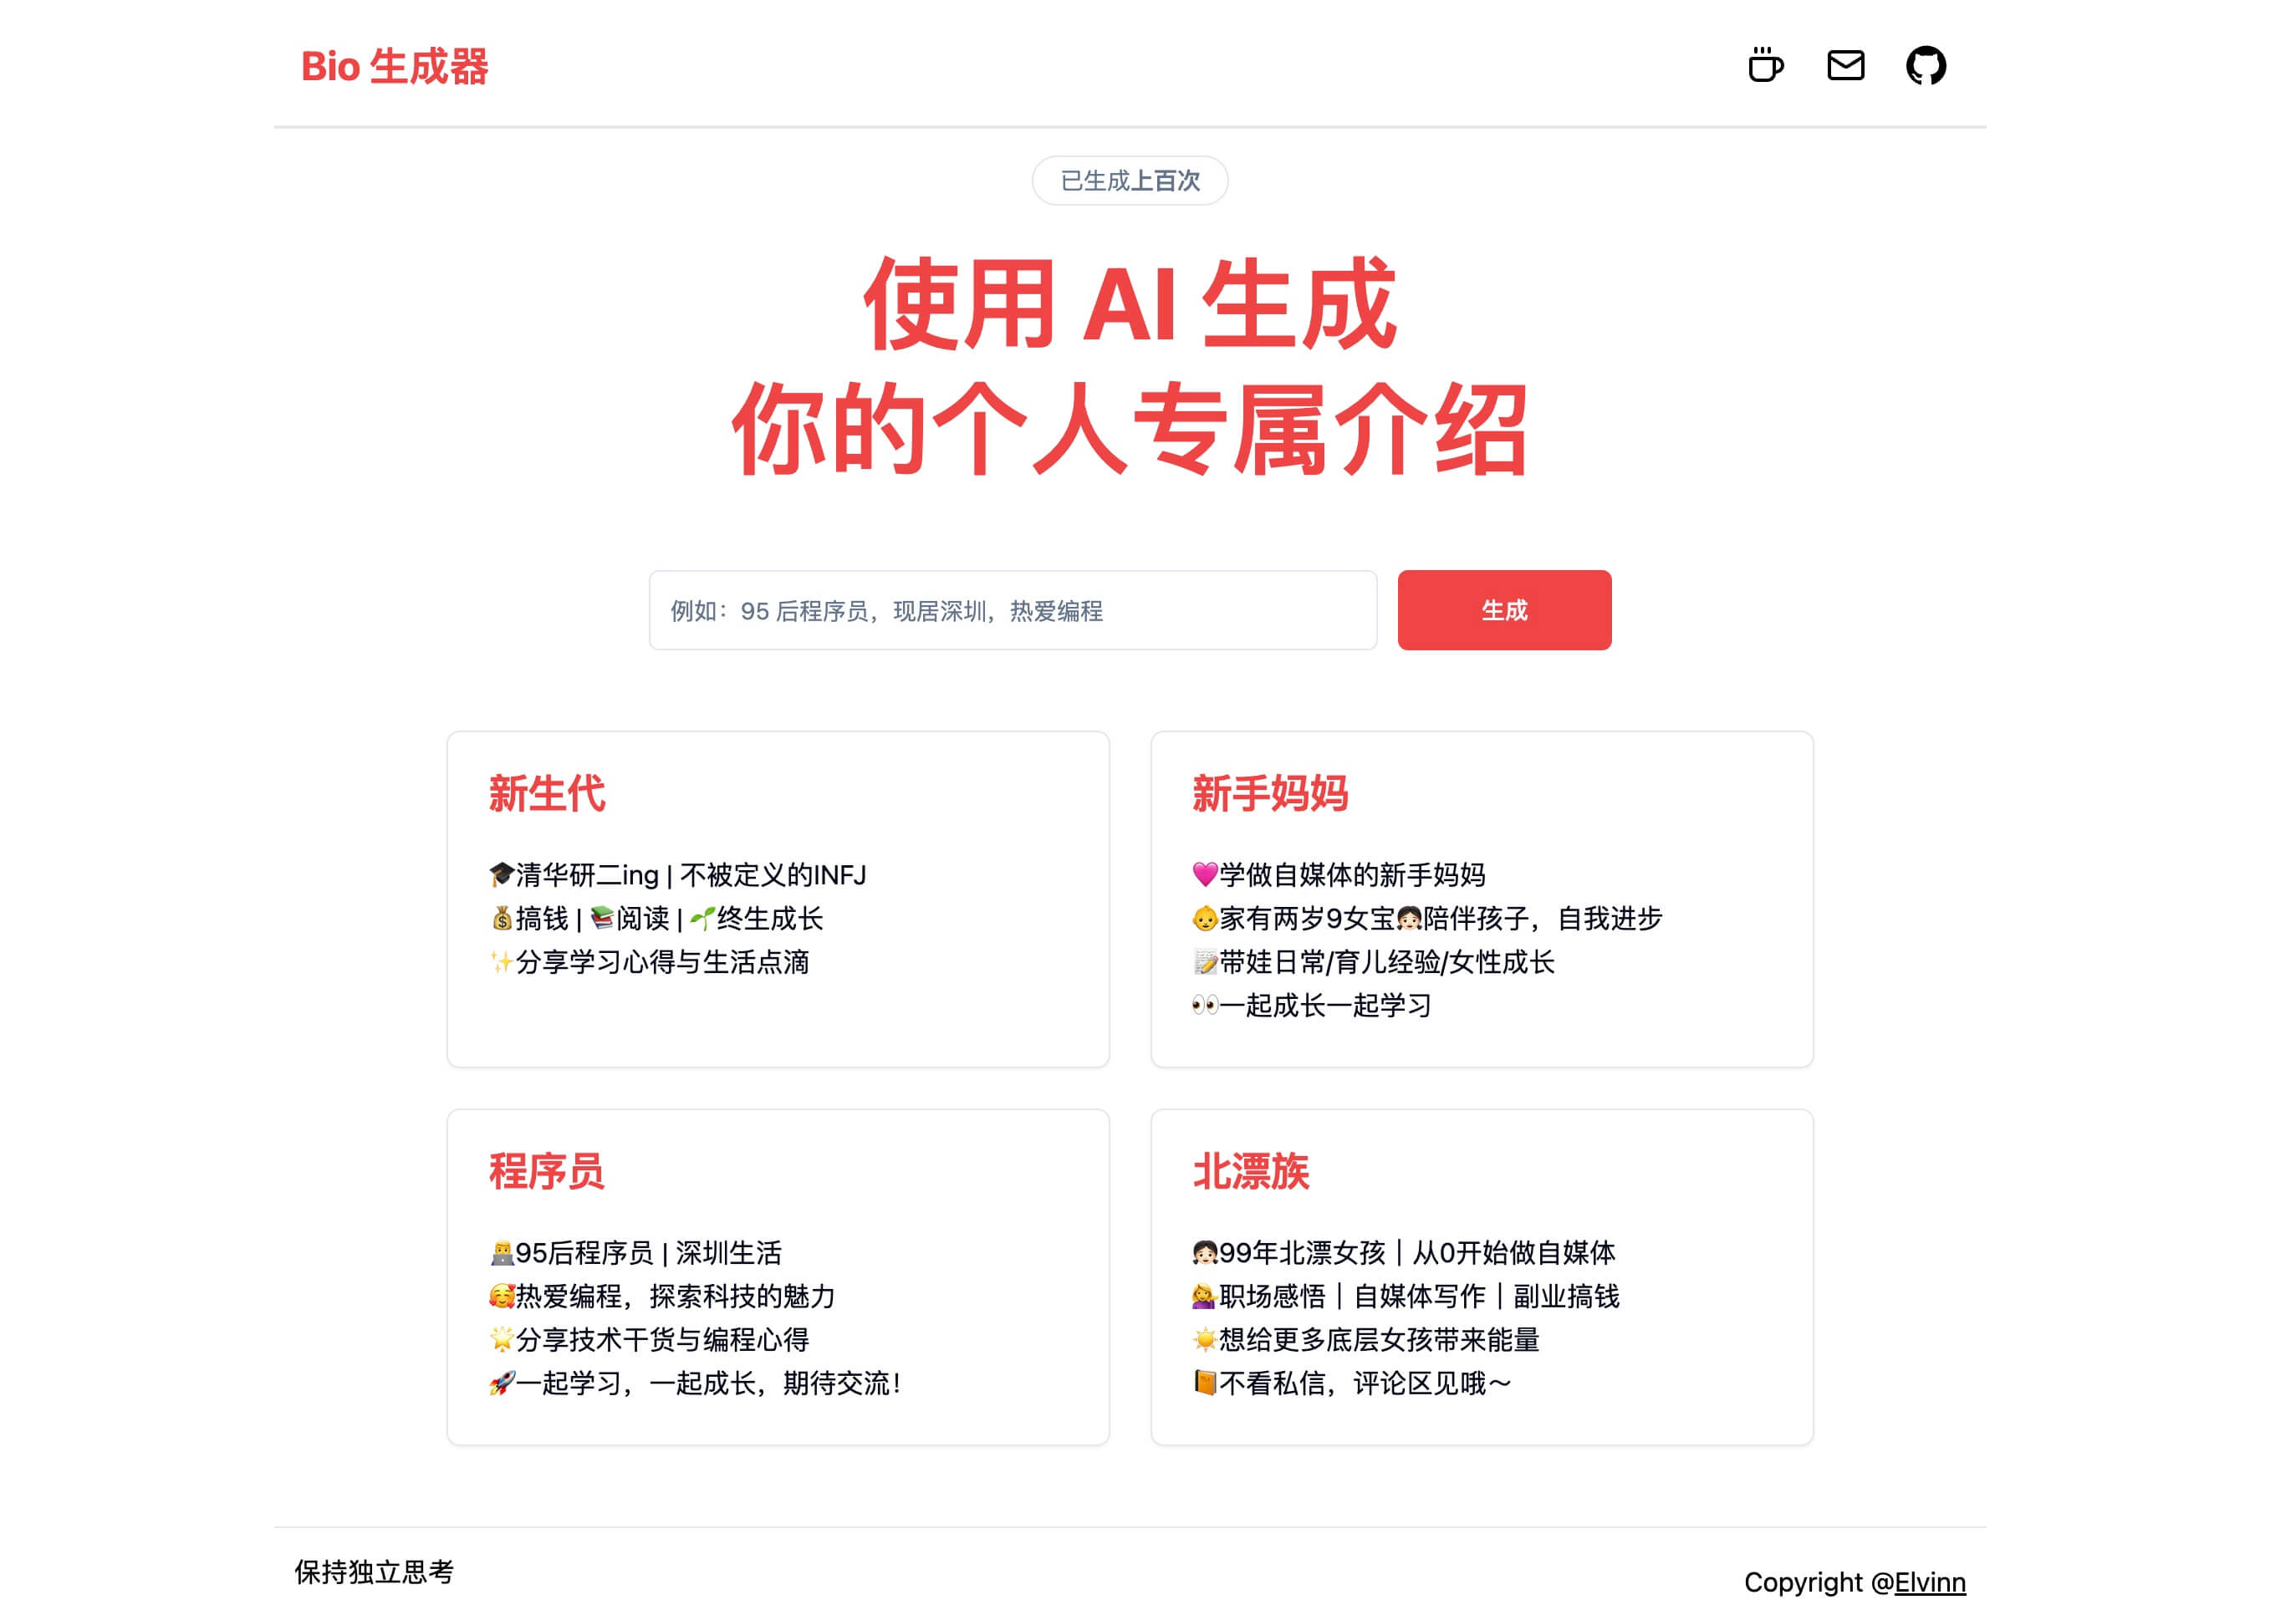 Bio 生成器
已生成上百次
使用 AI 生成
你的个人专属介绍
例如：95 后程序员，现居深圳，热爱编程
生成
新生代
🎓清华研二ing | 不被定义的INFJ
💰搞钱 | 📚阅读 | 🌱终生成长
✨分享学习心得与生活点滴
新手妈妈
💗学做自媒体的新手妈妈
👶家有两岁9女宝👧🏻陪伴孩子，自我进步
📝带娃日常/育儿经验/女性成长
👀一起成长一起学习
程序员
👨‍💻95后程序员 | 深圳生活
🥰热爱编程，探索科技的魅力
🌟分享技术干货与编程心得
🚀一起学习，一起成长，期待交流！
北漂族
👧🏻99年北漂女孩｜从0开始做自媒体
💁‍♀️职场感悟｜自媒体写作｜副业搞钱
☀️想给更多底层女孩带来能量
📙不看私信，评论区见哦～
保持独立思考
Copyright @Elvinn